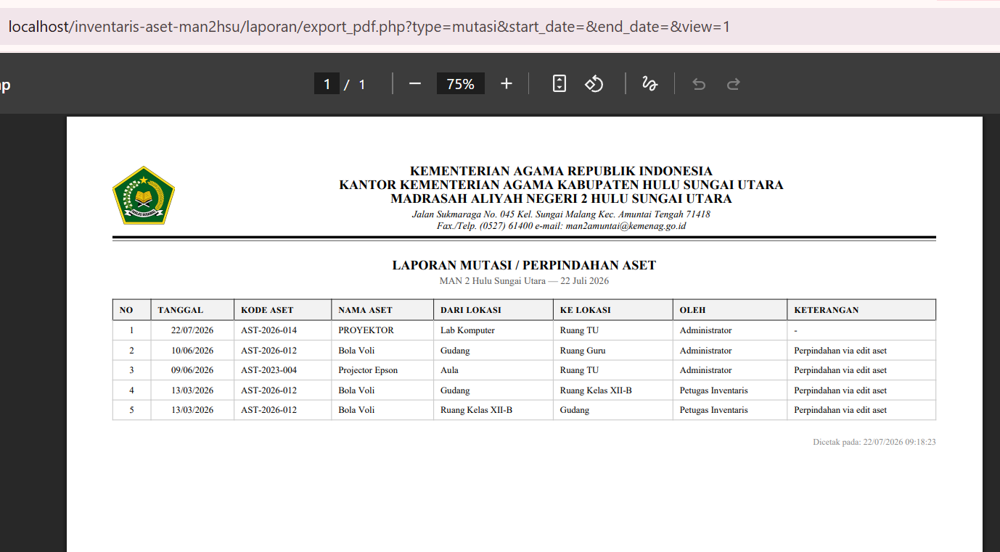 localhost/inventaris-aset-man2hsu/laporan/export_pdf.php?type=mutasi&start_date=&end_date=&view=1
1 / 1 75%
KEMENTERIAN AGAMA REPUBLIK INDONESIA
KANTOR KEMENTERIAN AGAMA KABUPATEN HULU SUNGAI UTARA
MADRASAH ALIYAH NEGERI 2 HULU SUNGAI UTARA
Jalan Sukmaraga No. 045 Kel. Sungai Malang Kec. Amuntai Tengah 71418
Fax./Telp. (0527) 61400 e-mail: man2amuntai@kemenag.go.id
LAPORAN MUTASI / PERPINDAHAN ASET
MAN 2 Hulu Sungai Utara — 22 Juli 2026
NO TANGGAL KODE ASET NAMA ASET DARI LOKASI KE LOKASI OLEH KETERANGAN
1 22/07/2026 AST-2026-014 PROYEKTOR Lab Komputer Ruang TU Administrator -
2 10/06/2026 AST-2026-012 Bola Voli Gudang Ruang Guru Administrator Perpindahan via edit aset
3 09/06/2026 AST-2023-004 Projector Epson Aula Ruang TU Administrator Perpindahan via edit aset
4 13/03/2026 AST-2026-012 Bola Voli Gudang Ruang Kelas XII-B Petugas Inventaris Perpindahan via edit aset
5 13/03/2026 AST-2026-012 Bola Voli Ruang Kelas XII-B Gudang Petugas Inventaris Perpindahan via edit aset
Dicetak pada: 22/07/2026 09:18:23